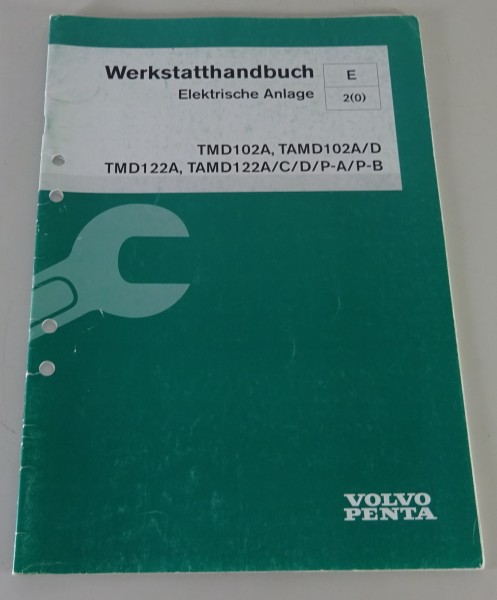 Werkstatthandbuch
Elektrische Anlage
E
2(0)
TMD102A, TAMD102A/D
TMD122A, TAMD122A/C/D/P-A/P-B
VOLVO
PENTA